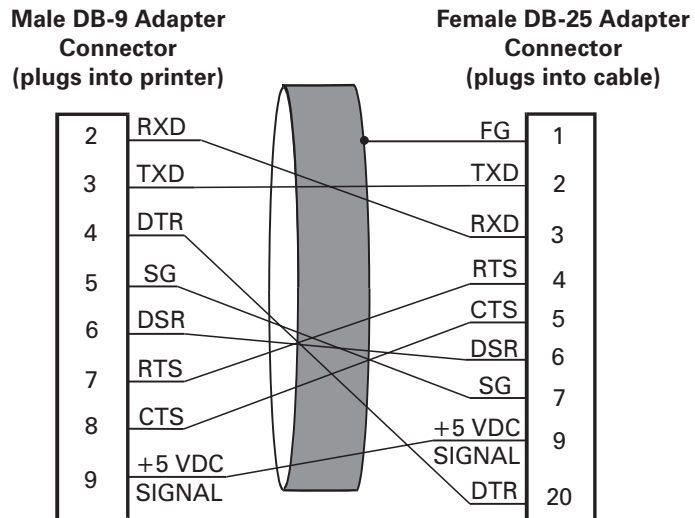 Male DB-9 Adapter
Connector
(plugs into printer)
Female DB-25 Adapter
Connector
(plugs into cable)
2 RXD
3 TXD
4 DTR
5 SG
6 DSR
7 RTS
8 CTS
9 +5 VDC
SIGNAL
FG 1
TXD 2
RXD 3
RTS 4
CTS 5
DSR 6
SG 7
+5 VDC 9
SIGNAL
DTR 20